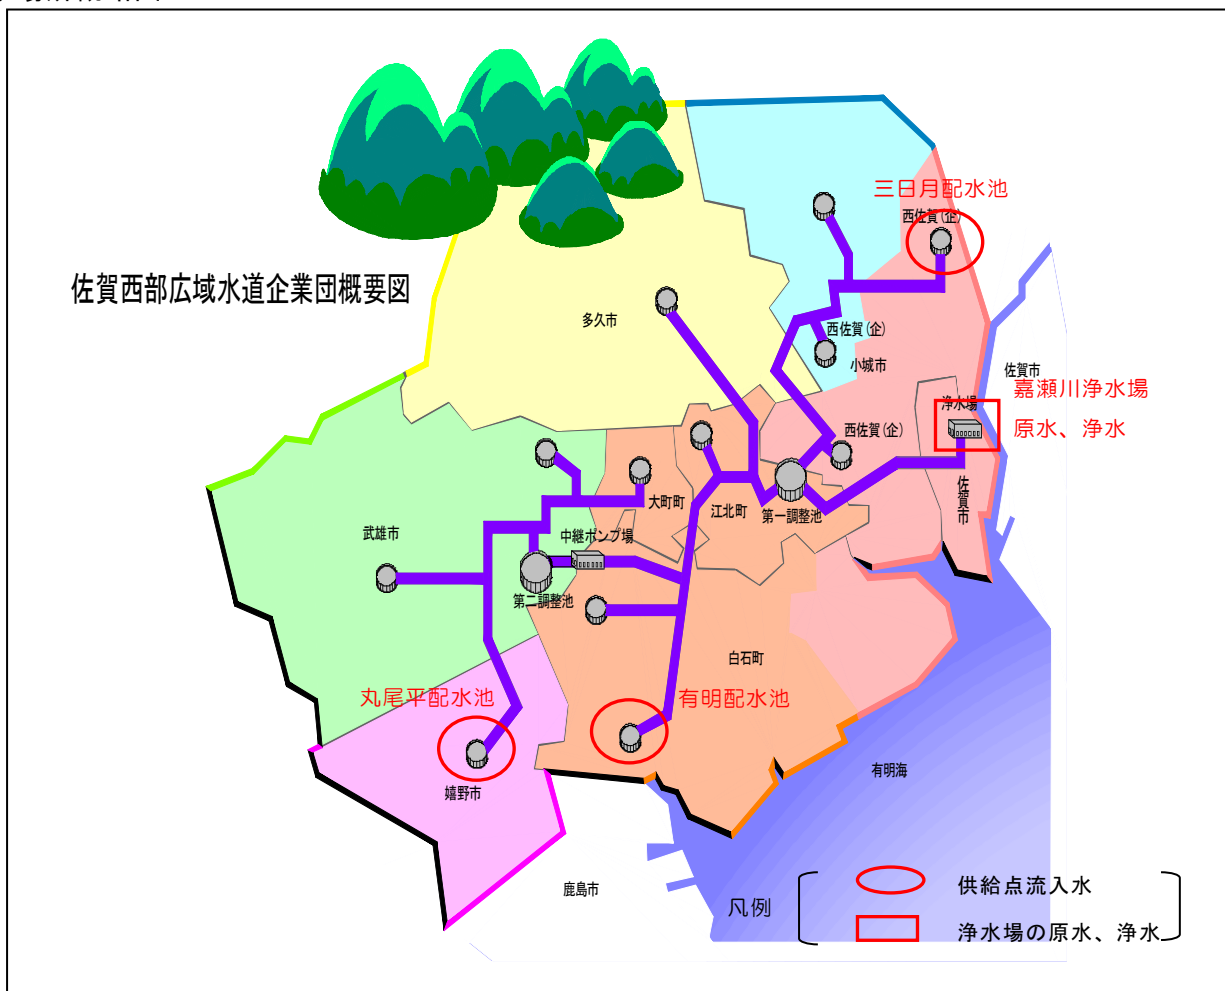 三日月配水池
西佐賀(企)
佐賀西部広域水道企業団概要図
多久市
西佐賀(企)
小城市
佐賀市
嘉瀬川浄水場
浄水場
原水、浄水
西佐賀(企)
佐賀市
大町町
江北町
第一調整池
武雄市
中継ポンプ場
第二調整池
白石町
丸尾平配水池
有明配水池
有明海
嬉野市
鹿島市
凡例
供給点流入水
浄水場の原水、浄水